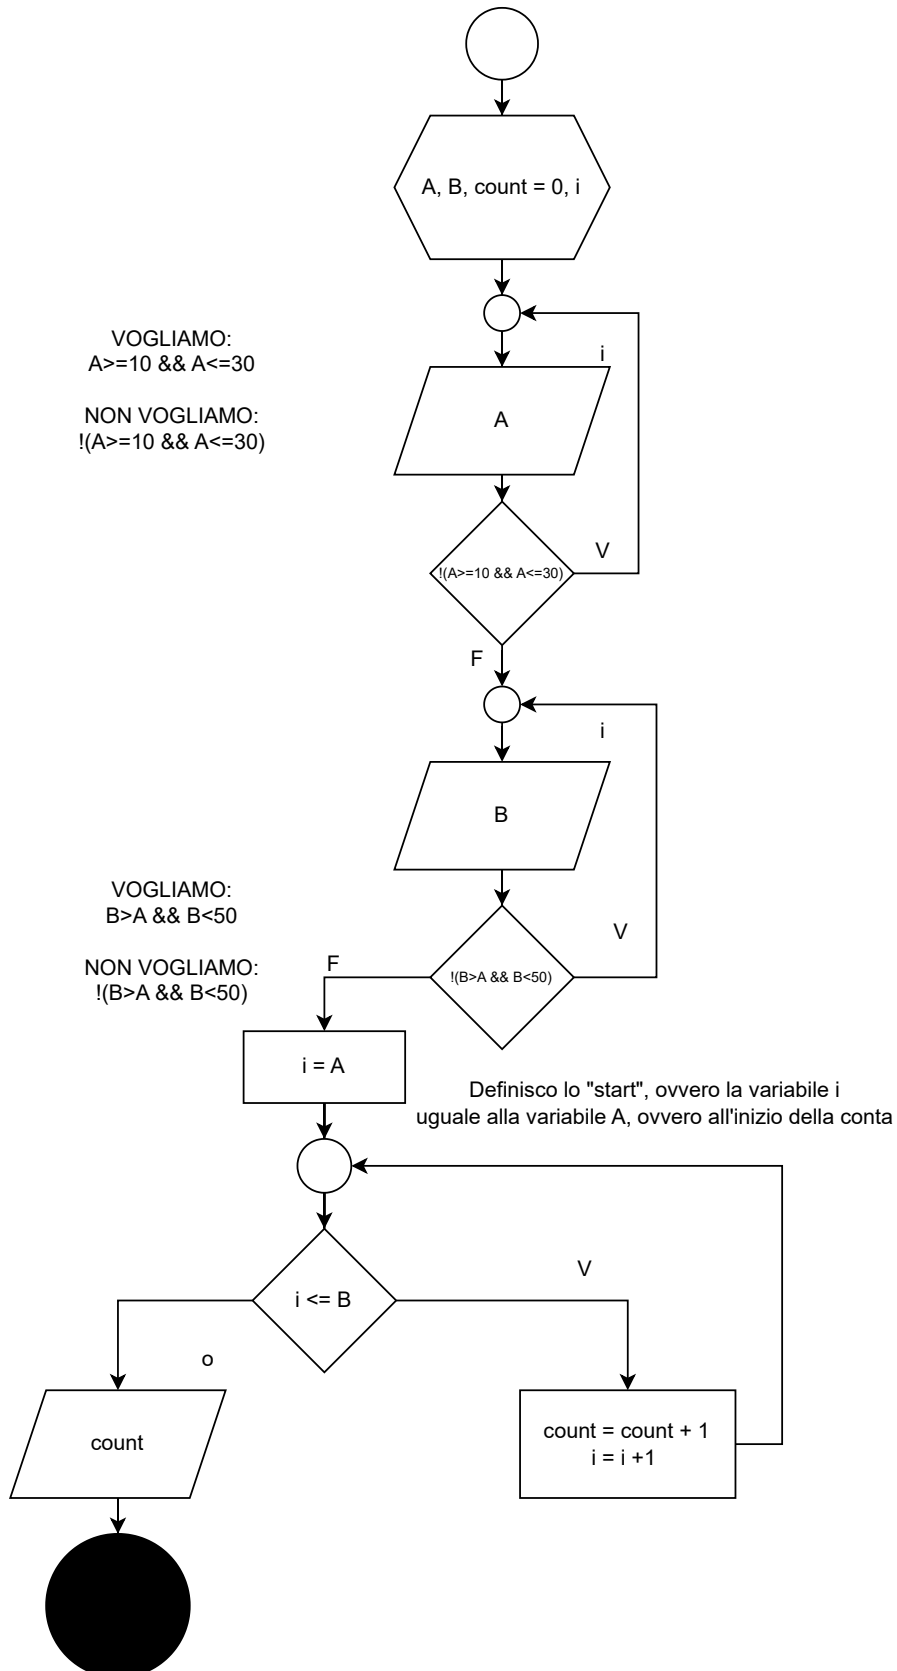 A, B, count = 0, i
VOGLIAMO:
A>=10 && A<=30
NON VOGLIAMO:
!(A>=10 && A<=30)
i
A
V
!(A>=10 && A<=30)
F
i
B
VOGLIAMO:
B>A && B<50
NON VOGLIAMO:
!(B>A && B<50)
V
F
!(B>A && B<50)
i = A
Definisco lo "start", ovvero la variabile i
uguale alla variabile A, ovvero all'inizio della conta
V
i <= B
o
count
count = count + 1
i = i +1